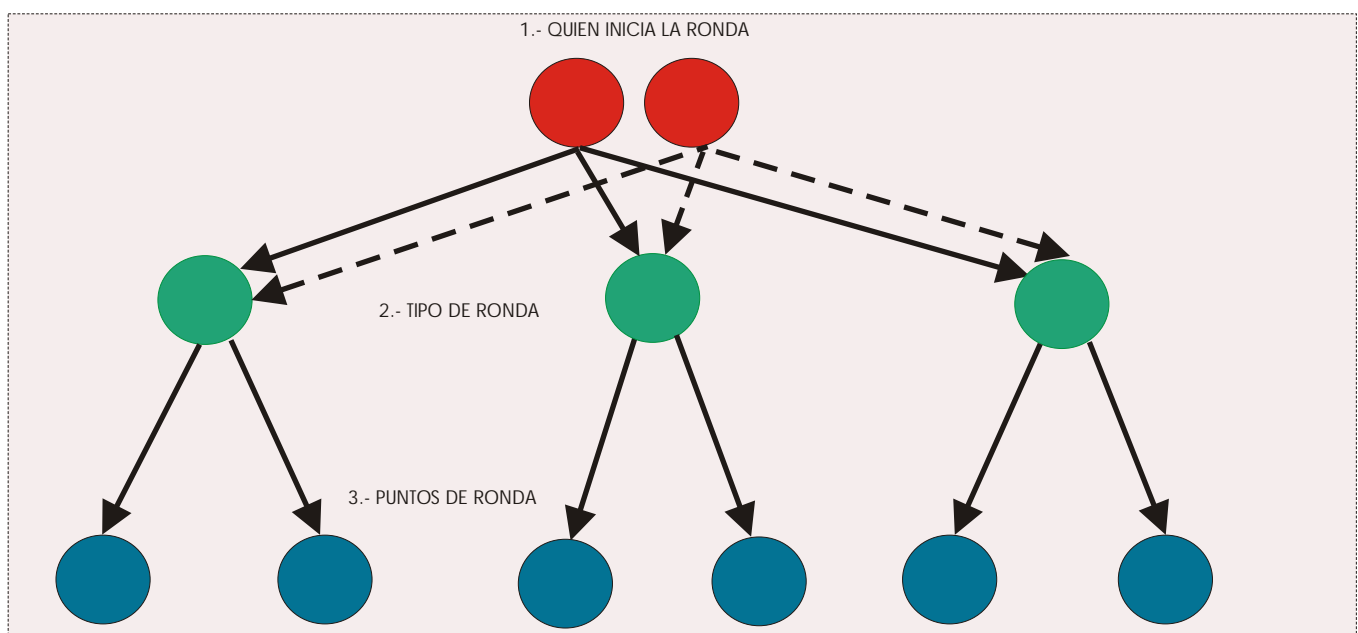 1.- QUIEN INICIA LA RONDA
2.- TIPO DE RONDA
3.- PUNTOS DE RONDA